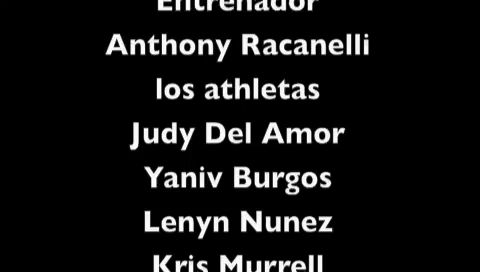 Entrenador
Anthony Racanelli
los athletas
Judy Del Amor
Yaniv Burgos
Lenyn Nunez
Kris Murrell